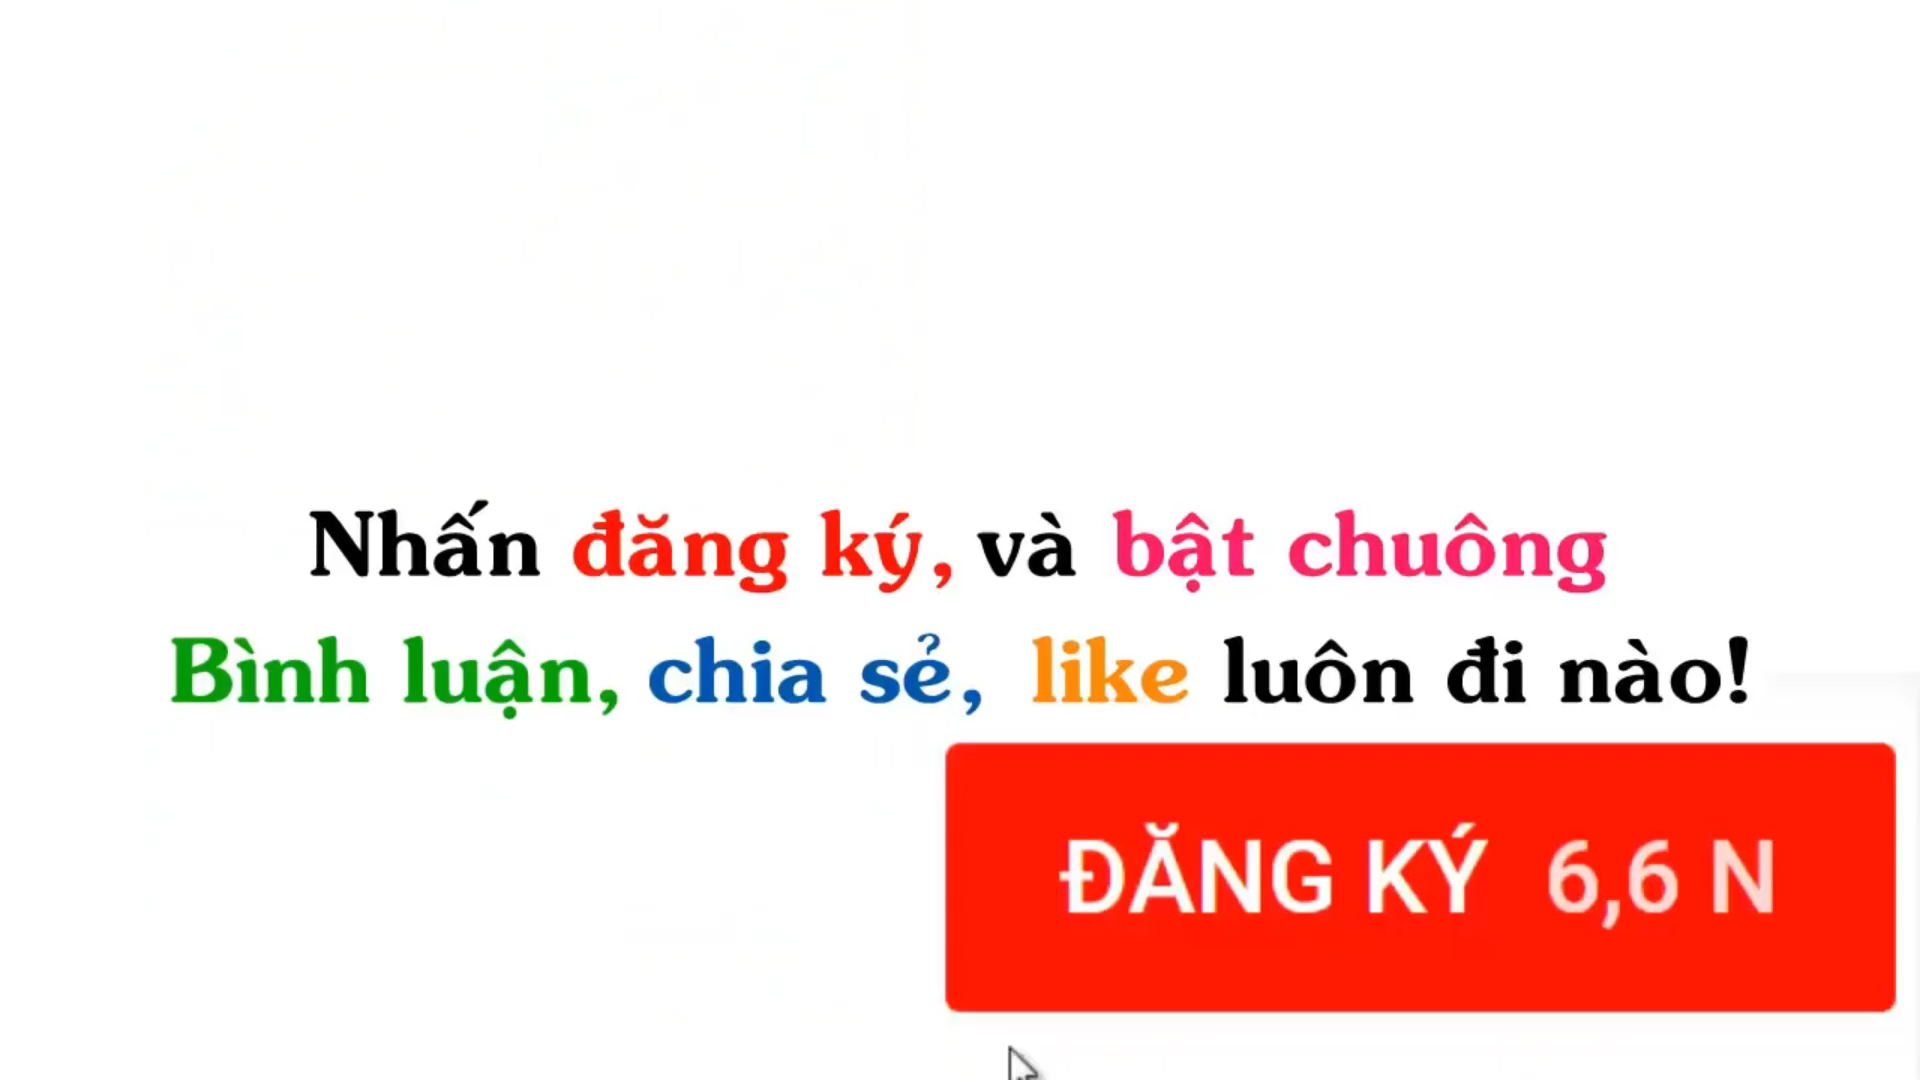 Nhấn đăng ký, và bật chuông
Bình luận, chia sẻ, like luôn đi nào!
ĐĂNG KÝ 6,6 N